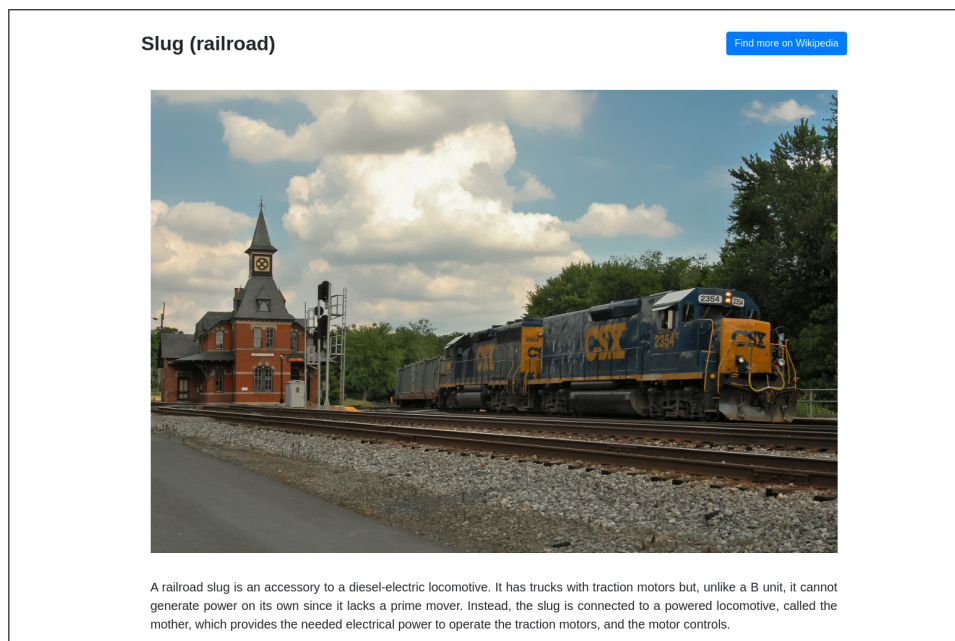 Slug (railroad)
Find more on Wikipedia
2354
2354
CSX
CSX
2354
CSX
A railroad slug is an accessory to a diesel-electric locomotive. It has trucks with traction motors but, unlike a B unit, it cannot
generate power on its own since it lacks a prime mover. Instead, the slug is connected to a powered locomotive, called the
mother, which provides the needed electrical power to operate the traction motors, and the motor controls.